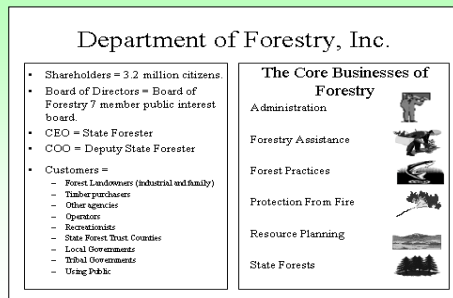 Department of Forestry, Inc.
• Shareholders = 3.2 million citizens.
• Board of Directors = Board of
Forestry 7 member public interest
board.
• CEO = State Forester
• COO = Deputy State Forester
• Customers =
– Forest Landowners (industrial and family)
– Timber purchasers
– Other agencies
– Operators
– Recreationists
– State Forest Trust Counties
– Local Governments
– Tribal Governments
– Using Public
The Core Businesses of
Forestry
Administration
Forestry Assistance
Forest Practices
Protection From Fire
Resource Planning
State Forests